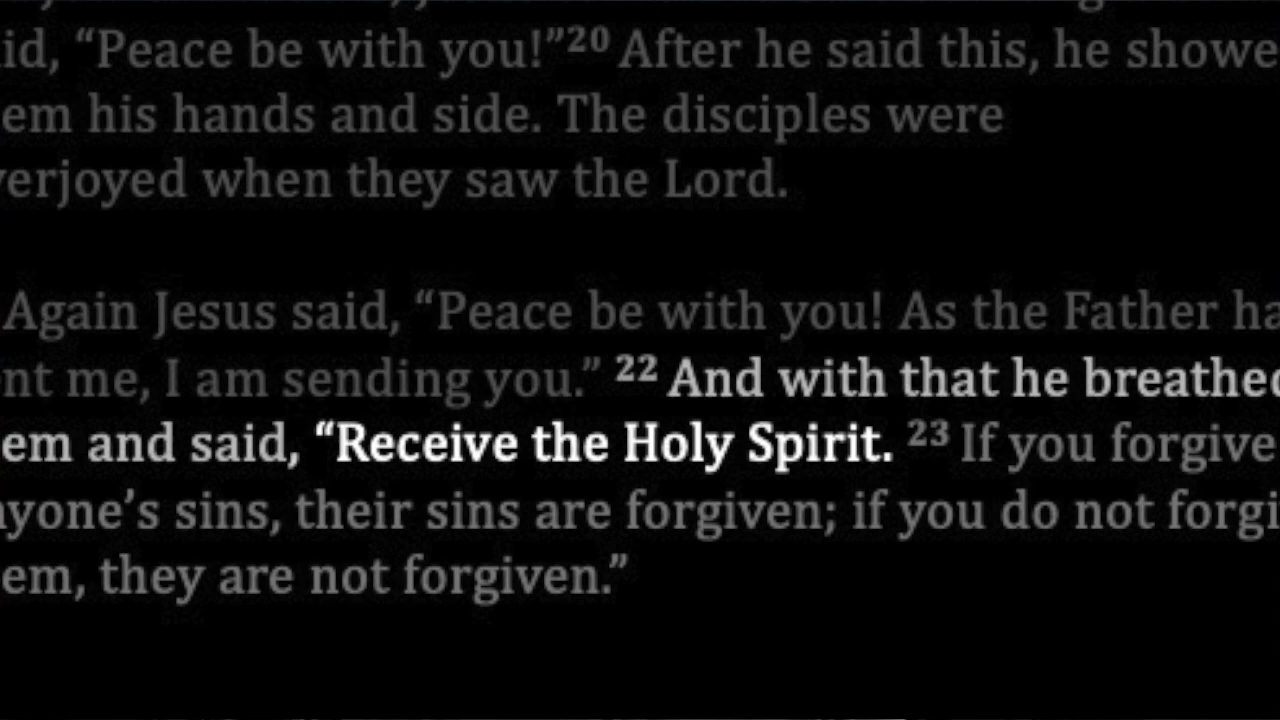 id, “Peace be with you!”20 After he said this, he showe
em his hands and side. The disciples were
verjoyed when they saw the Lord.
Again Jesus said, “Peace be with you! As the Father ha
nt me, I am sending you.” 22 And with that he breathed
em and said, “Receive the Holy Spirit. 23 If you forgive
nyone’s sins, their sins are forgiven; if you do not forgi
em, they are not forgiven.”